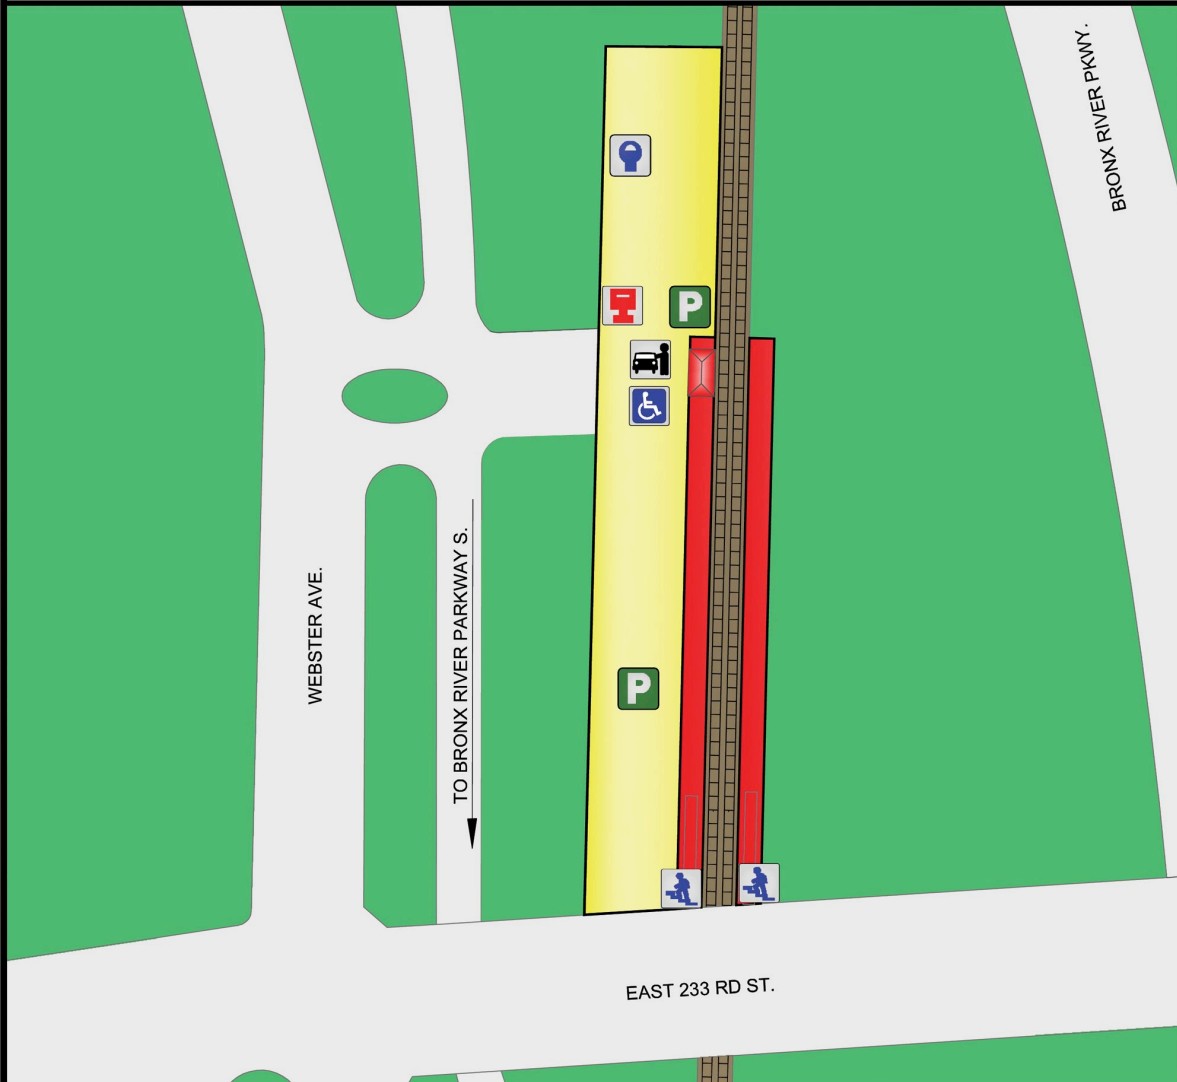 BRONX RIVER PKWY.
P
P
WEBSTER AVE.
TO BRONX RIVER PARKWAY S.
EAST 233 RD ST.